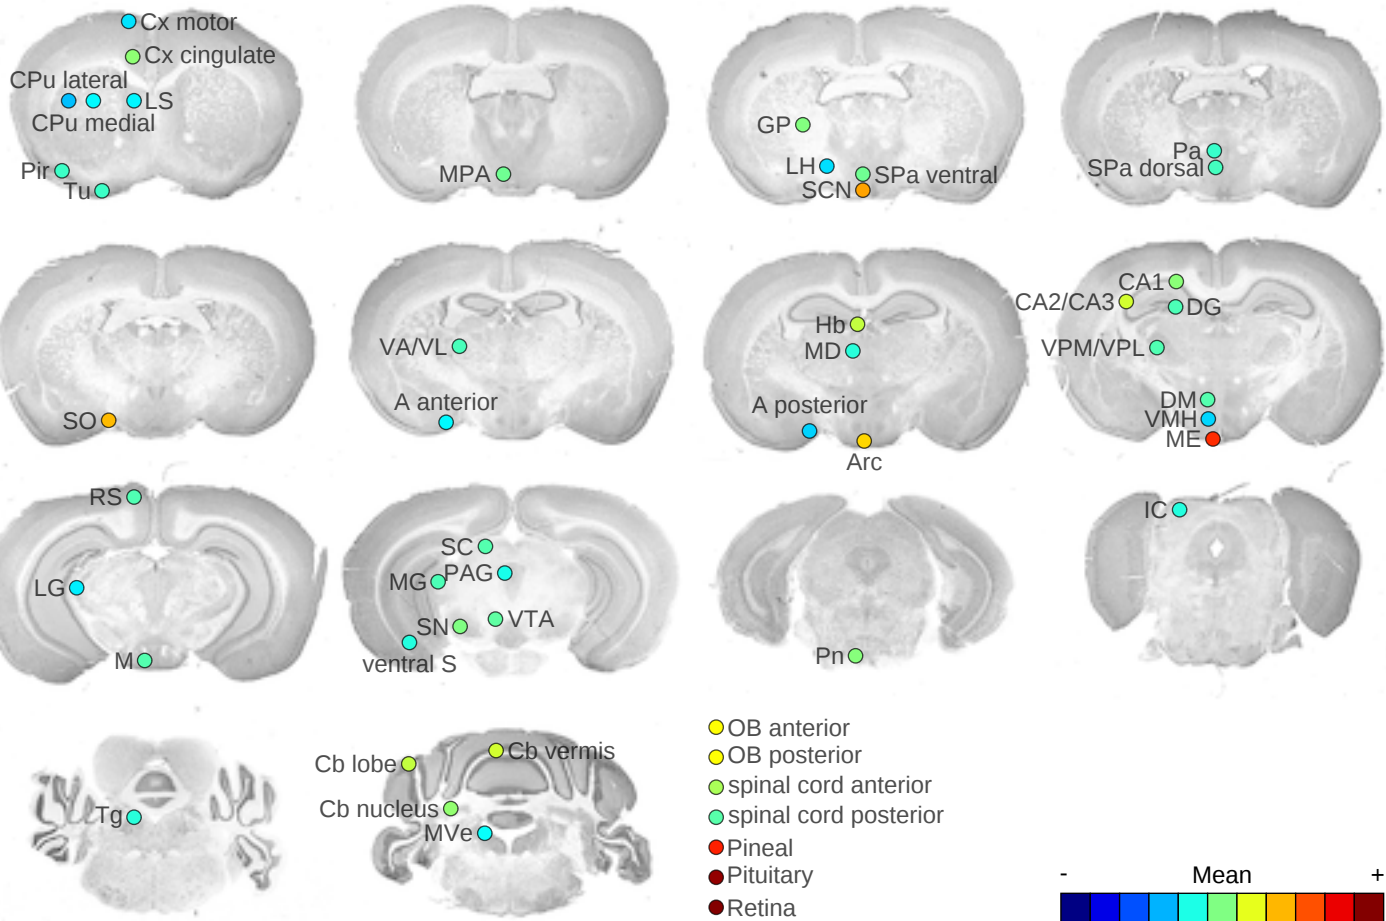 Cx motor
Cx cingulate
CPu lateral
LS
CPu medial
Pir
Tu
MPA
GP
LH
SPa ventral
SCN
Pa
SPa dorsal
SO
VA/VL
A anterior
Hb
MD
A posterior
Arc
CA1
CA2/CA3
DG
VPM/VPL
DM
VMH
ME
RS
LG
M
SC
MG
PAG
SN
VTA
ventral S
Pn
IC
Tg
Cb lobe
Cb vermis
Cb nucleus
MVe
OB anterior
OB posterior
spinal cord anterior
spinal cord posterior
Pineal
Pituitary
Retina
- Mean +